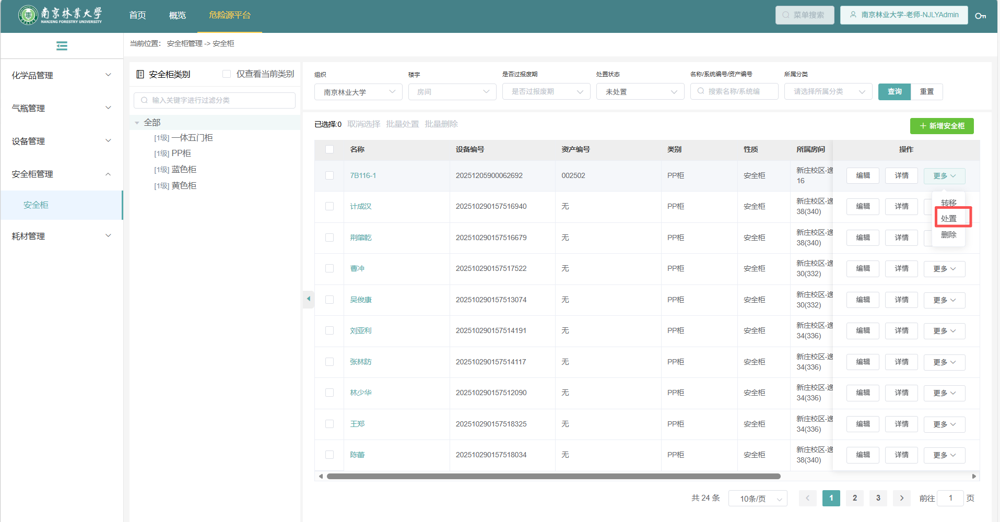 南京林業大學 首页 概览 危险源平台 菜单搜索 南京林业大学-老师-NJLYAdmin
NANJING FORESTRY UNIVERSITY
当前位置： 安全柜管理 -> 安全柜
化学品管理
气瓶管理
设备管理
安全柜管理
安全柜
耗材管理
安全柜类别 仅查看当前类别
输入关键字进行过滤分类
全部
[1级] 一体五门柜
[1级] PP柜
[1级] 蓝色柜
[1级] 黄色柜
组织 楼宇 是否过报废期 处置状态 名称/系统编号/资产编号 所属分类
南京林业大学 房间 是否过报废期 未处置 搜索名称/系统编 请选择所属分类 查询 重置
已选择:0 取消选择 批量处置 批量删除 + 新增安全柜
名称 设备编号 资产编号 类别 性质 所属房间 操作
7B116-1 20251205900062692 002502 PP柜 安全柜 新庄校区-逸 编辑 详情 更多
16
转移
处置
删除
计成汉 202510290157516940 无 PP柜 安全柜 新庄校区-逸 编辑 详情
38(340)
荆肇乾 202510290157516679 无 PP柜 安全柜 新庄校区-逸 编辑 详情
38(340)
曹冲 202510290157517522 无 PP柜 安全柜 新庄校区-逸 编辑 详情 更多
30(332)
吴俊康 202510290157513074 无 PP柜 安全柜 新庄校区-逸 编辑 详情 更多
30(332)
刘亚利 202510290157514191 无 PP柜 安全柜 新庄校区-逸 编辑 详情 更多
34(336)
张林防 202510290157514117 无 PP柜 安全柜 新庄校区-逸 编辑 详情 更多
34(336)
林少华 202510290157512090 无 PP柜 安全柜 新庄校区-逸 编辑 详情 更多
34(336)
王郑 202510290157518325 无 PP柜 安全柜 新庄校区-逸 编辑 详情 更多
34(336)
陈蕾 202510290157518034 无 PP柜 安全柜 新庄校区-逸 编辑 详情 更多
38(340)
共 24 条 10条/页 1 2 3 前往 1 页